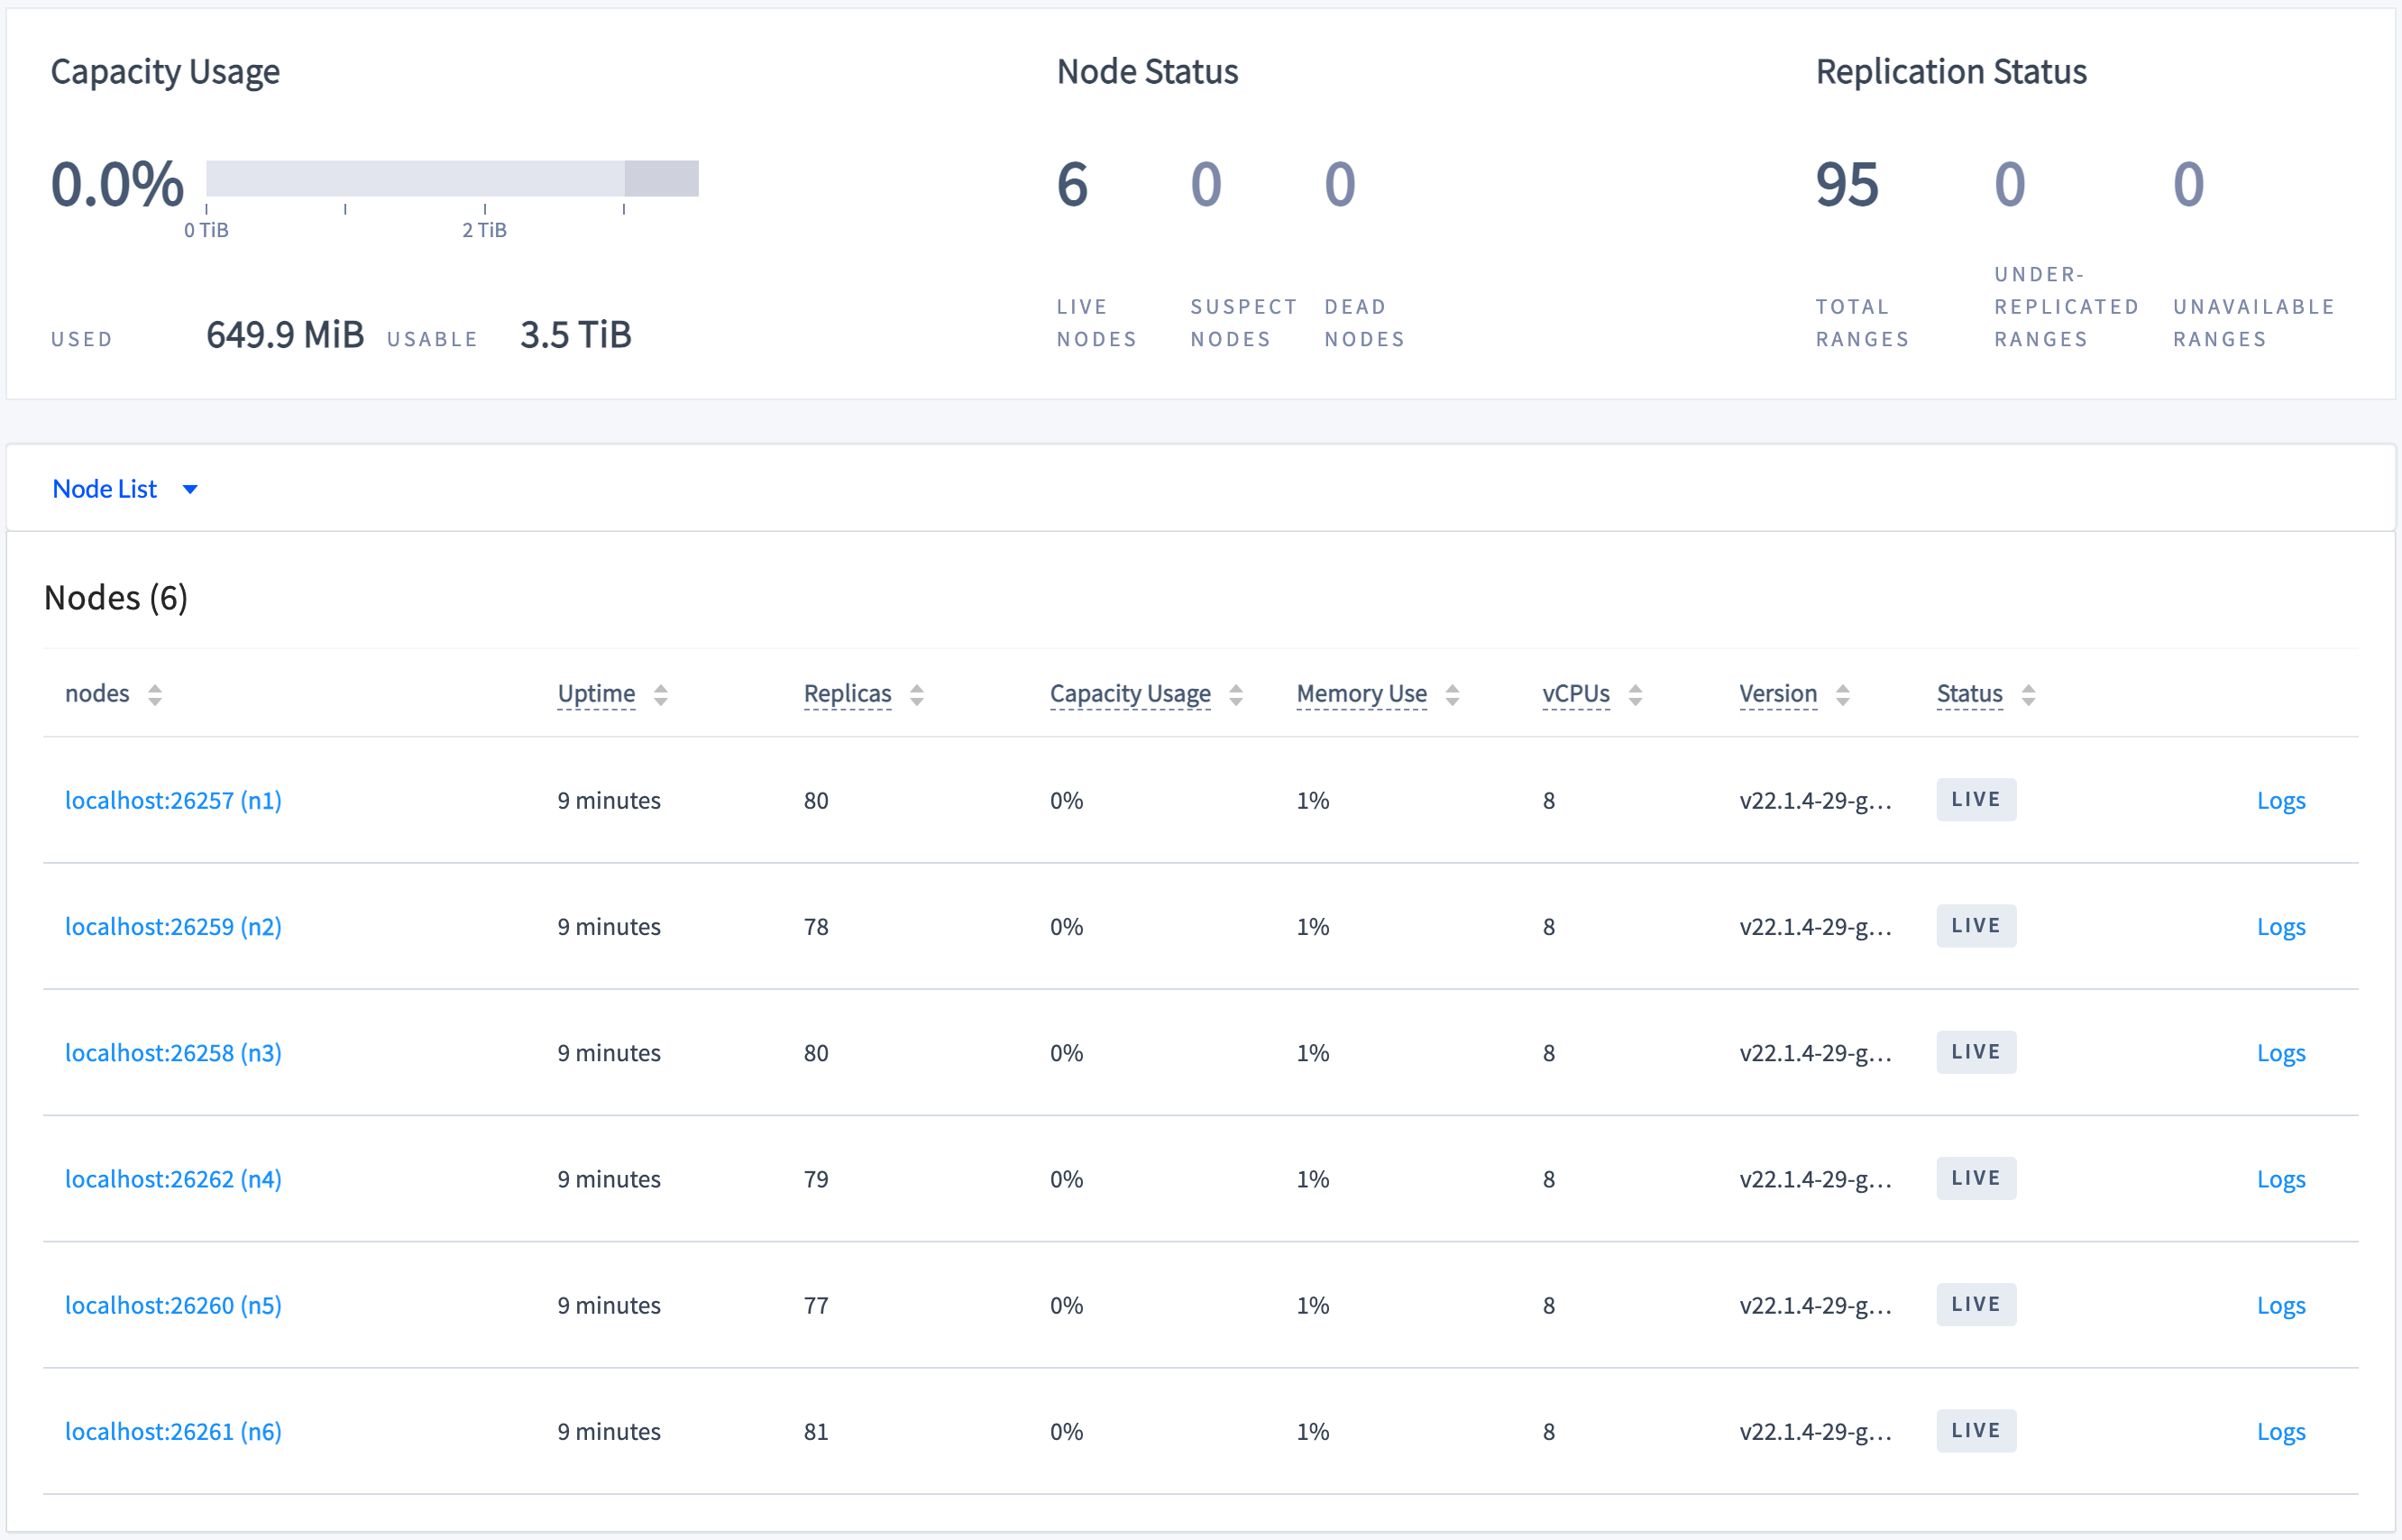 Capacity Usage
0.0%
0 TiB 2 TiB
USED 649.9 MiB USABLE 3.5 TiB
Node Status
6 0 0
LIVE NODES SUSPECT NODES DEAD NODES
Replication Status
95 0 0
TOTAL RANGES UNDER-REPLICATED RANGES UNAVAILABLE RANGES
Node List
Nodes (6)
nodes Uptime Replicas Capacity Usage Memory Use vCPUs Version Status
localhost:26257 (n1) 9 minutes 80 0% 1% 8 v22.1.4-29-g... LIVE Logs
localhost:26259 (n2) 9 minutes 78 0% 1% 8 v22.1.4-29-g... LIVE Logs
localhost:26258 (n3) 9 minutes 80 0% 1% 8 v22.1.4-29-g... LIVE Logs
localhost:26262 (n4) 9 minutes 79 0% 1% 8 v22.1.4-29-g... LIVE Logs
localhost:26260 (n5) 9 minutes 77 0% 1% 8 v22.1.4-29-g... LIVE Logs
localhost:26261 (n6) 9 minutes 81 0% 1% 8 v22.1.4-29-g... LIVE Logs